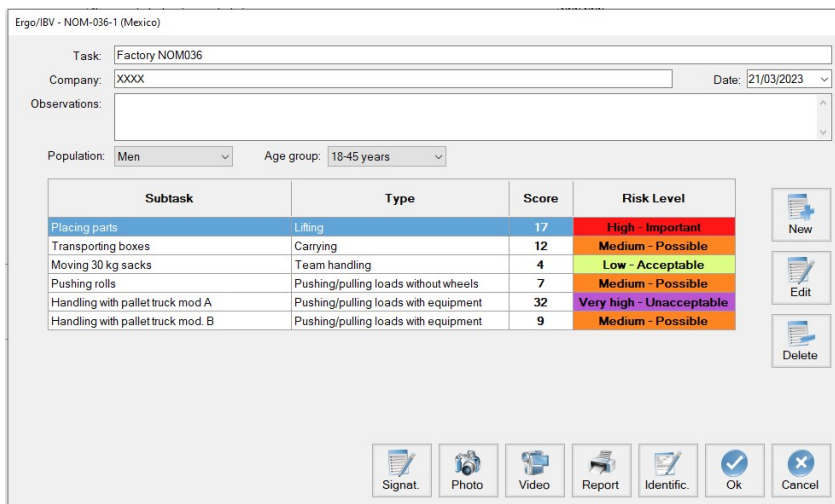 Ergo/IBV - NOM-036-1 (Mexico)
Task: Factory NOM036
Company: XXXX Date: 21/03/2023
Observations:
Population: Men Age group: 18-45 years
Subtask Type Score Risk Level
Placing parts Lifting 17 High - Important
Transporting boxes Carrying 12 Medium - Possible
Moving 30 kg sacks Team handling 4 Low - Acceptable
Pushing rolls Pushing/pulling loads without wheels 7 Medium - Possible
Handling with pallet truck mod A Pushing/pulling loads with equipment 32 Very high - Unacceptable
Handling with pallet truck mod. B Pushing/pulling loads with equipment 9 Medium - Possible
New
Edit
Delete
Signat. Photo Video Report Identific. Ok Cancel